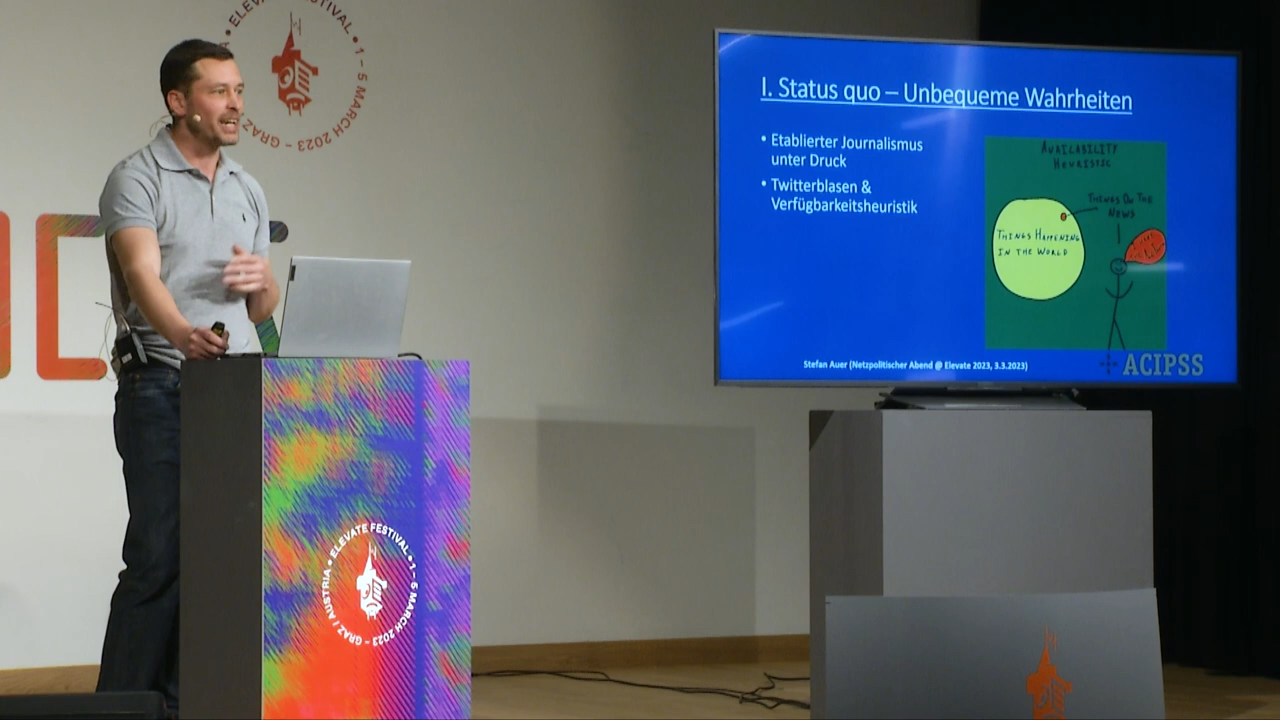 ELEVATE FESTIVAL • 1 – 5 MARCH 2023 – GRAZ
I. Status quo – Unbequeme Wahrheiten
• Etablierter Journalismus
unter Druck
• Twitterblasen &
Verfügbarkeitsheuristik
AVAILABILITY
HEURISTIC
THINGS ON THE
NEWS
THINGS HAPPENING
IN THE WORLD
Stefan Auer (Netzpolitischer Abend @ Elevate 2023, 3.3.2023)
ACIPSS
ELEVATE FESTIVAL • 1 – 5 MARCH 2023 – GRAZ / AUSTRIA •